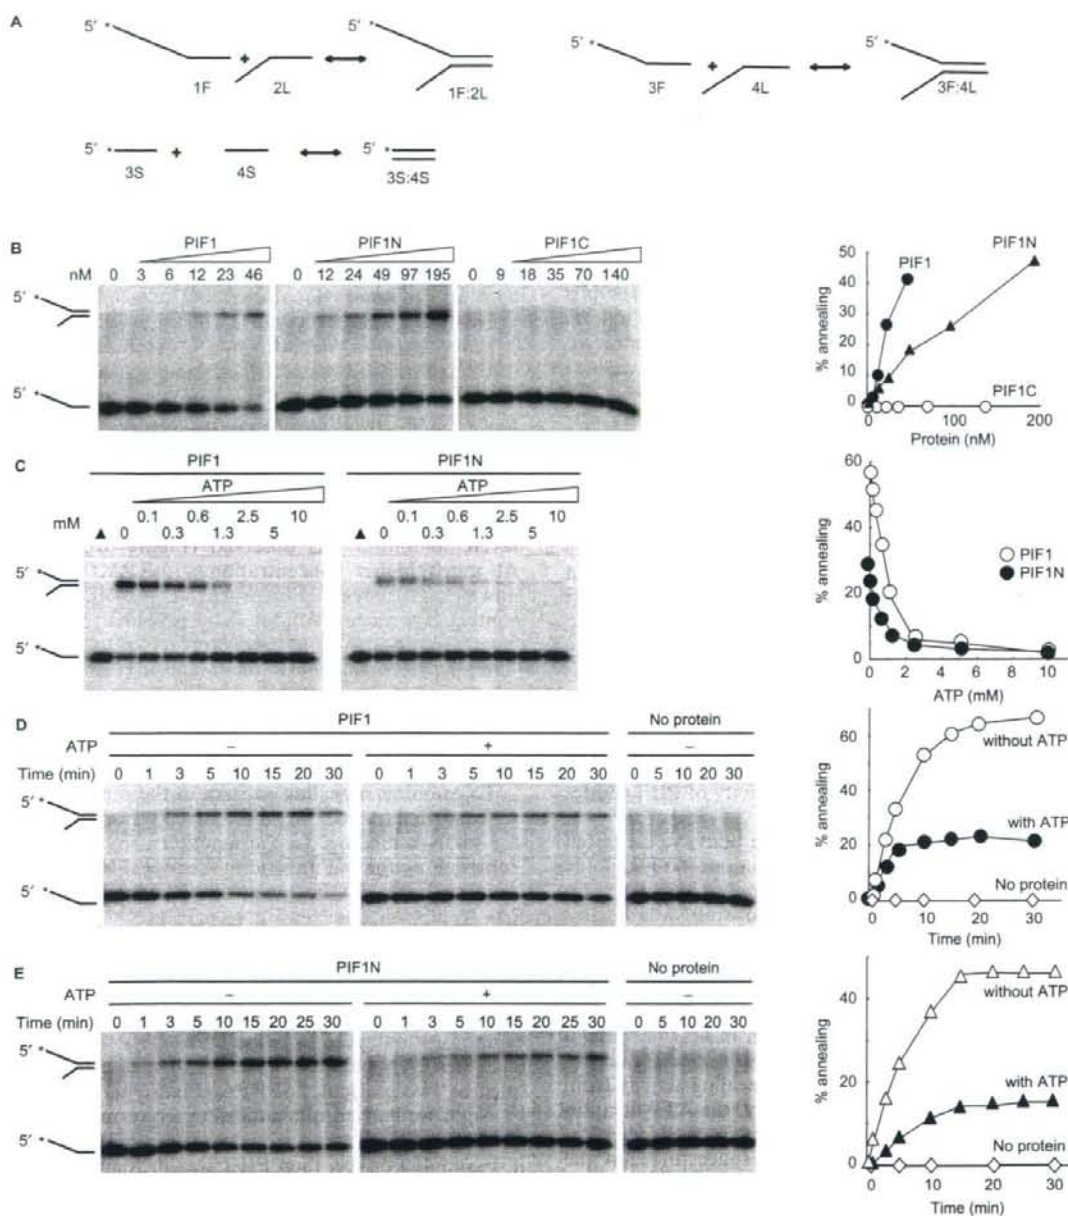 A
5′ *
+
1F
2L
5′ *
1F:2L
5′ *
+
3F
4L
5′ *
3F:4L
5′ *
+
3S
4S
5′ *
3S:4S
B
PIF1
PIF1N
PIF1C
nM
0 3 6 12 23 46
0 12 24 49 97 195
0 9 18 35 70 140
5′ *
5′ *
% annealing
50
40
30
20
10
0
PIF1
PIF1N
PIF1C
0 100 200
Protein (nM)
C
PIF1
PIF1N
ATP
ATP
0.1 0.6 2.5 10
0.1 0.6 2.5 10
mM
0 0.3 1.3 5
0 0.3 1.3 5
5′ *
5′ *
% annealing
60
40
20
0
PIF1
PIF1N
0 2 4 6 8 10
ATP (mM)
D
PIF1
No protein
ATP
– + –
Time (min)
0 1 3 5 10 15 20 30
0 1 3 5 10 15 20 30
0 5 10 20 30
5′ *
5′ *
% annealing
60
40
20
0
without ATP
with ATP
No protein
0 10 20 30
Time (min)
E
PIF1N
No protein
ATP
– + –
Time (min)
0 1 3 5 10 15 20 25 30
0 1 3 5 10 15 20 25 30
0 5 10 20 30
5′ *
5′ *
% annealing
40
20
0
without ATP
with ATP
No protein
0 10 20 30
Time (min)